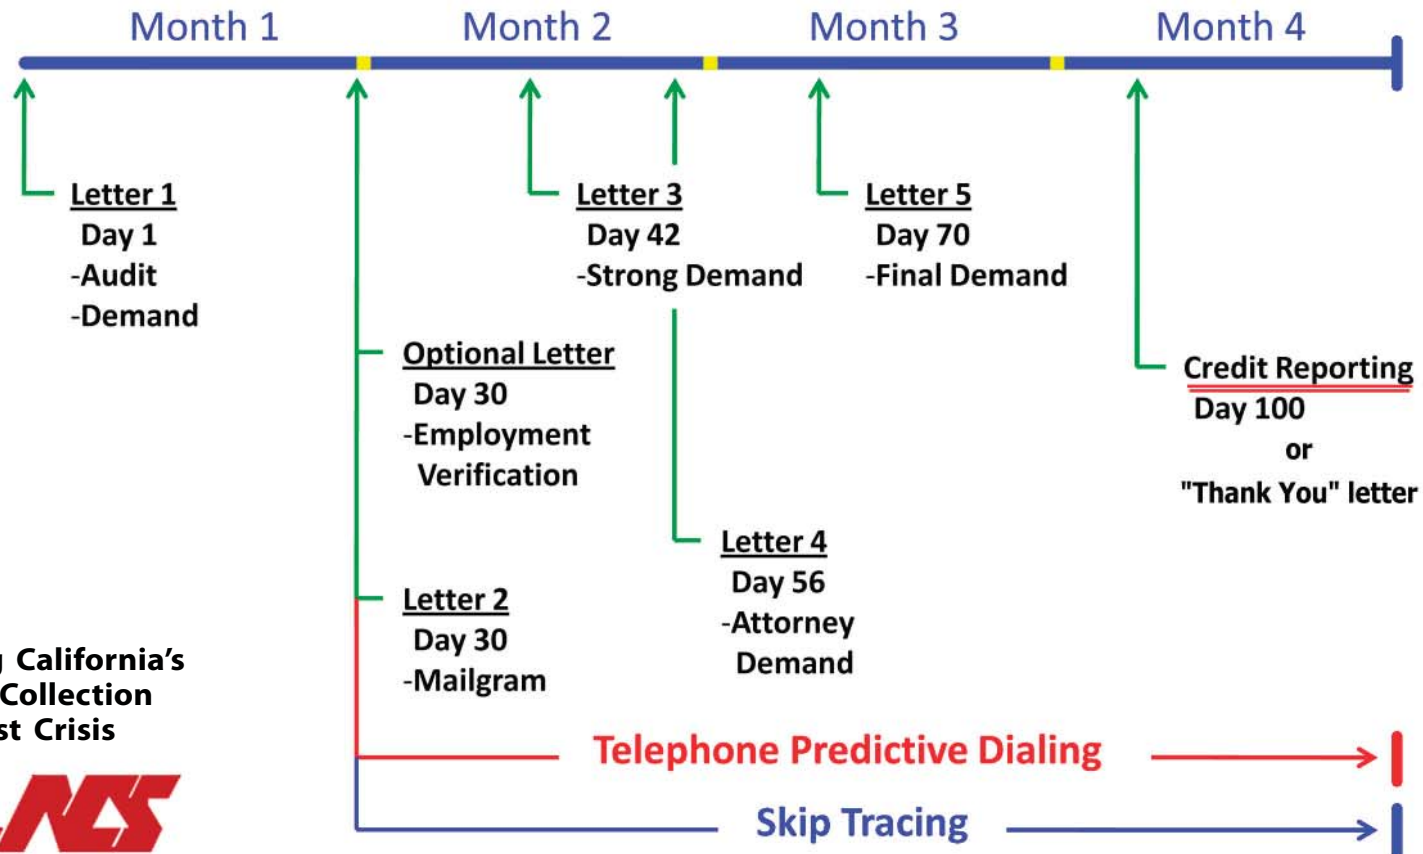 Month 1 Month 2 Month 3 Month 4
Letter 1
Day 1
-Audit
-Demand
Optional Letter
Day 30
-Employment
Verification
Letter 2
Day 30
-Mailgram
Letter 3
Day 42
-Strong Demand
Letter 4
Day 56
-Attorney
Demand
Letter 5
Day 70
-Final Demand
Credit Reporting
Day 100
or
"Thank You" letter
California's
Collection
Crisis
Telephone Predictive Dialing
Skip Tracing
NCS